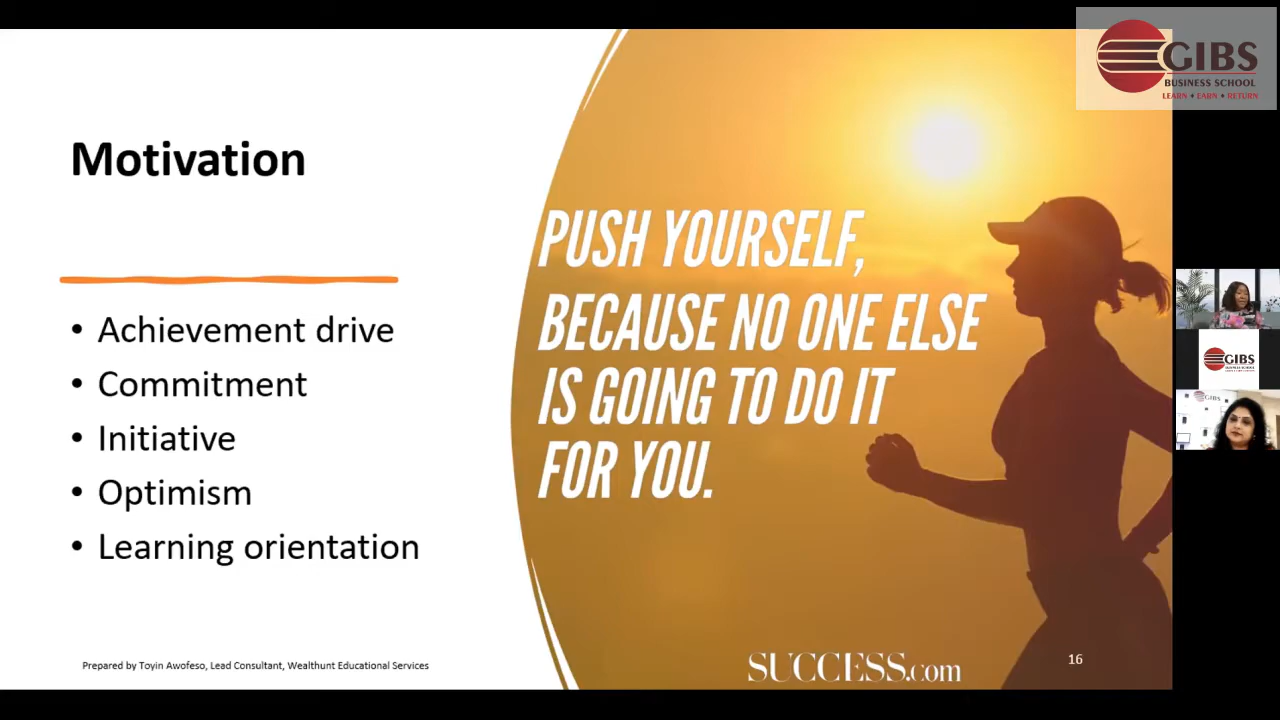 GIBS
BUSINESS SCHOOL
LEARN • EARN • RETURN
Motivation
• Achievement drive
• Commitment
• Initiative
• Optimism
• Learning orientation
PUSH YOURSELF,
BECAUSE NO ONE ELSE
IS GOING TO DO IT
FOR YOU.
SUCCESS.com
16
Prepared by Toyin Awofeso, Lead Consultant, Wealthunt Educational Services
GIBS
GIBS